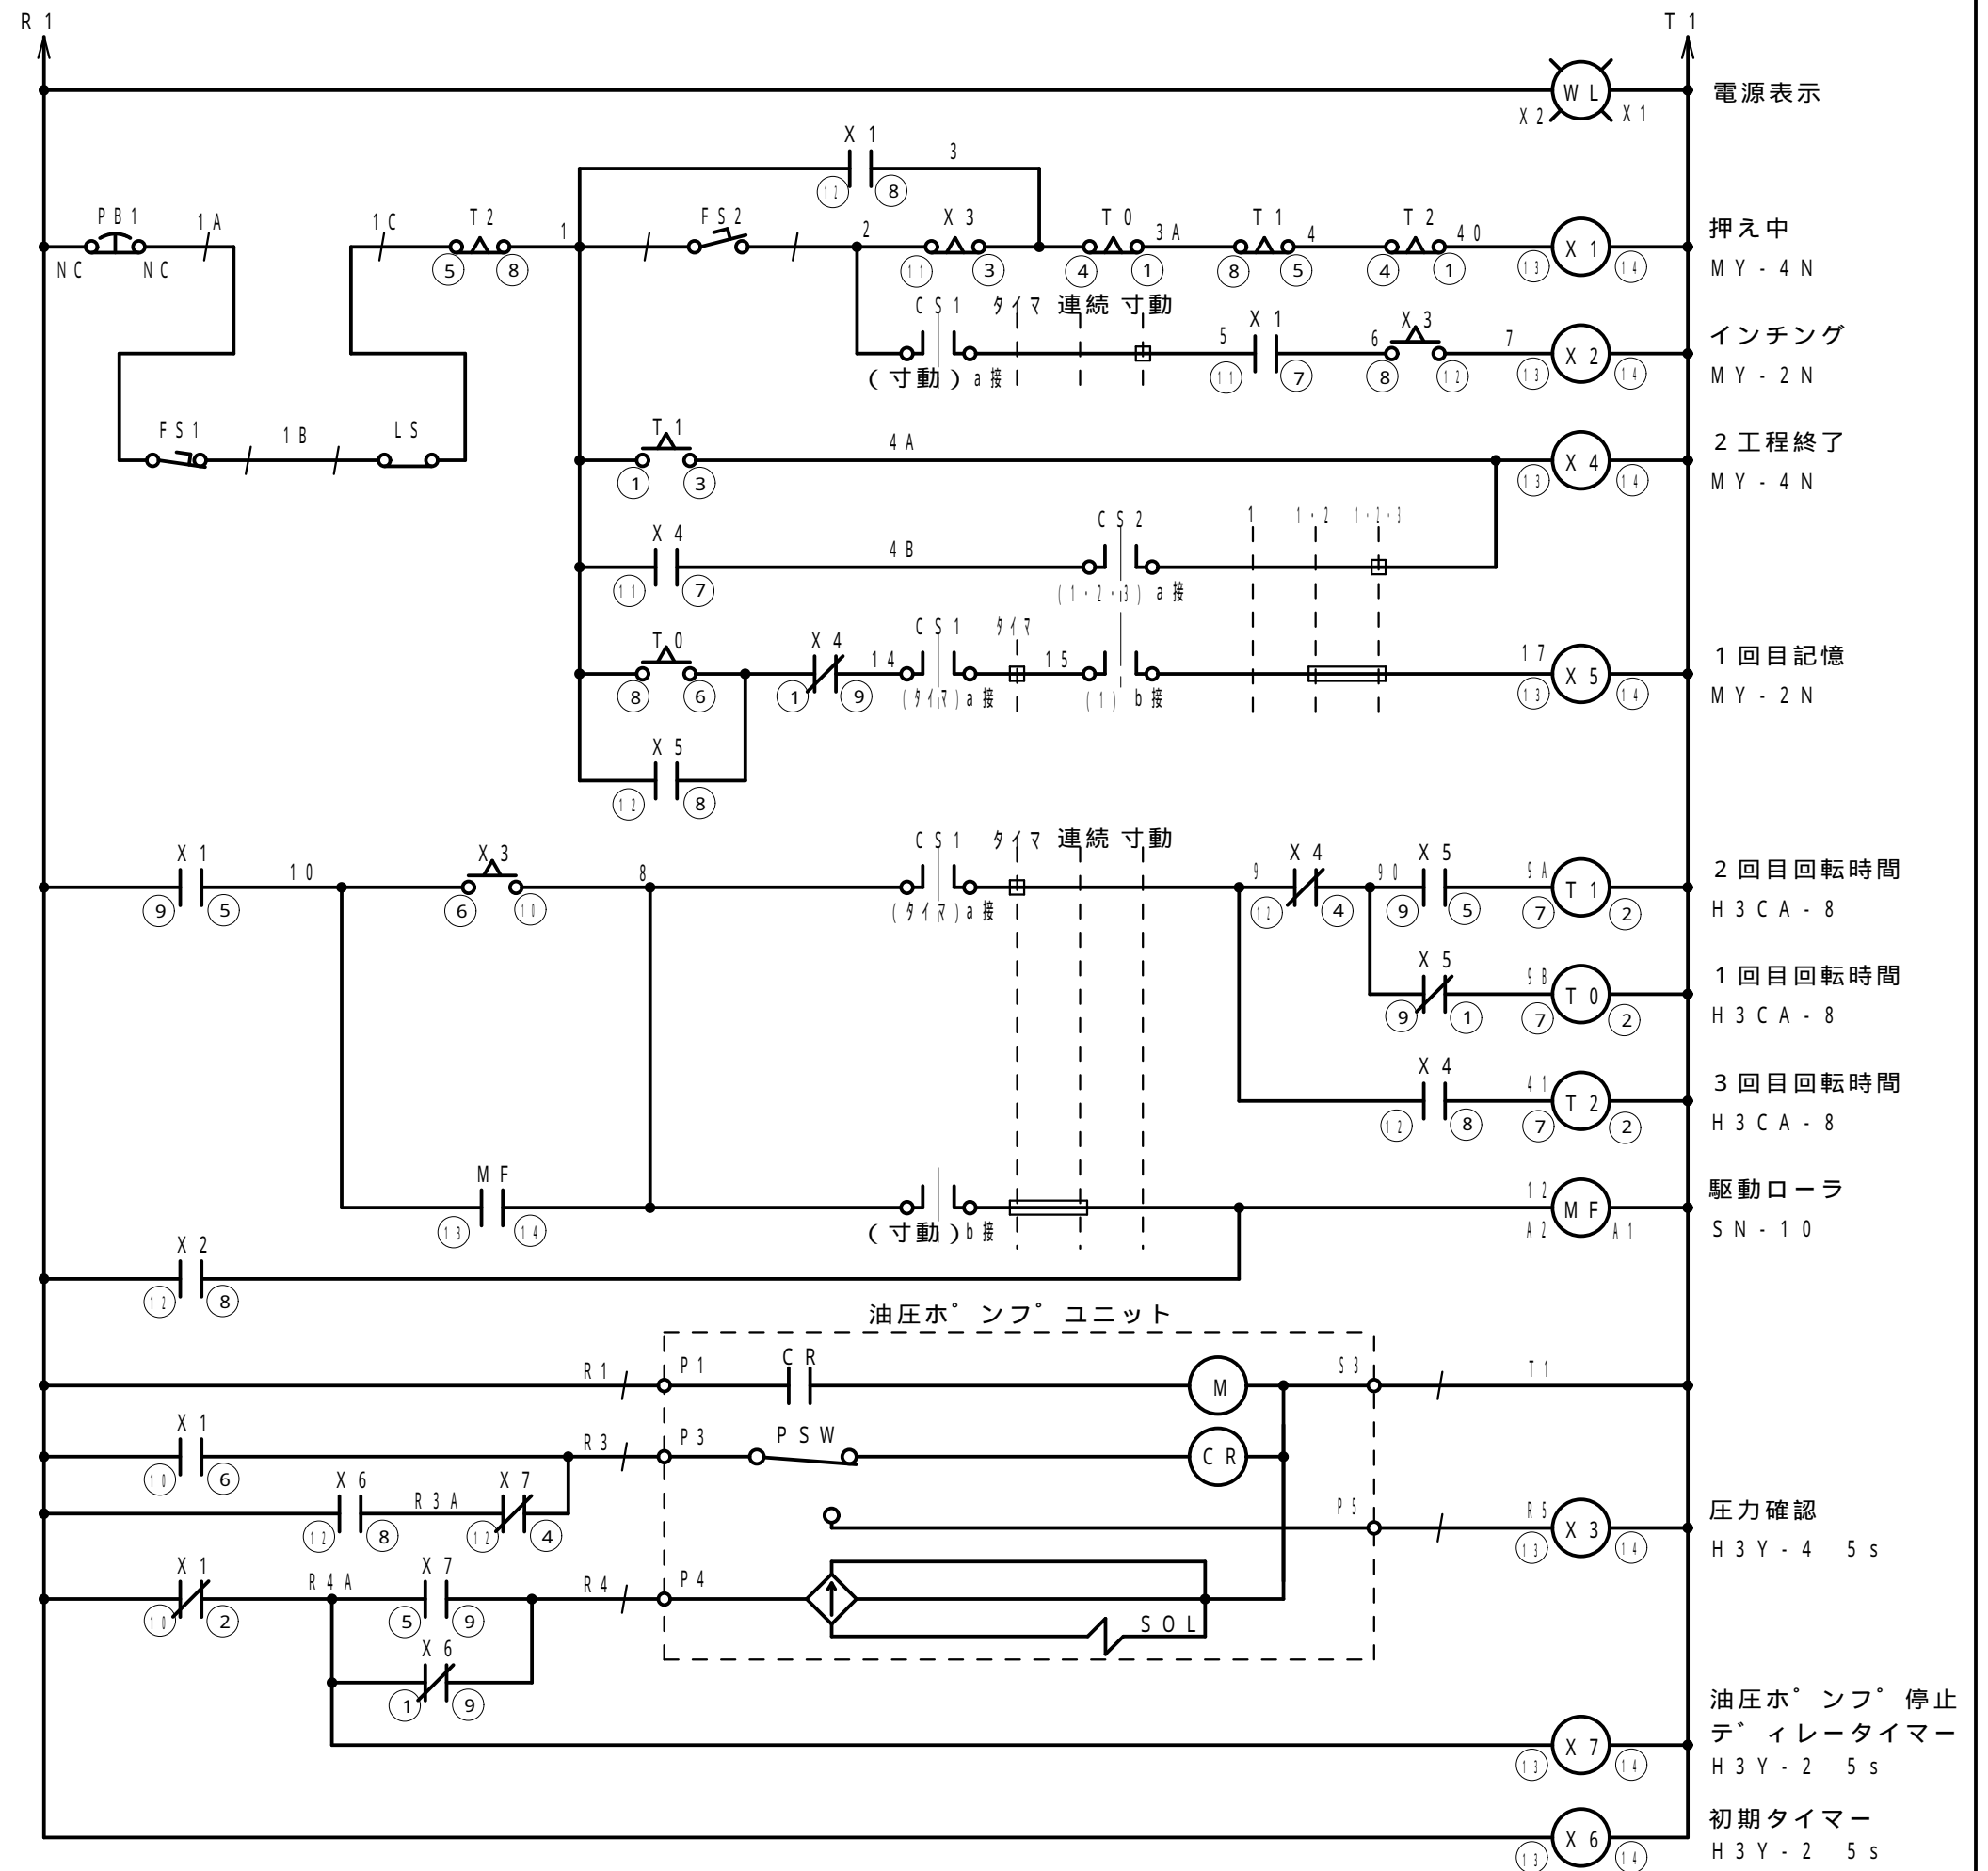 R1 T1
WL 電源表示
X2 X1
X1 3
12 8
PB1 1A 1C T2 1 FS2 2 X3 T0 3A T1 4 T2 40 X1 押え中
NC NC 5 8 11 3 4 1 8 5 4 1 13 14 MY-4N
CS1 タイマ 連続 寸動 5 X1 6 X3 7 X2 インチング
(寸動)a接 11 7 8 12 13 14 MY-2N
FS1 1B LS T1 4A X4 2工程終了
1 3 13 14 MY-4N
X4 4B CS2 1 1-2 1-2-3
11 7 (1-2-3) a接
T0 X4 14 CS1 タイマ 15 17 X5 1回目記憶
8 6 1 9 (タイマ)a接 (1) b接 13 14 MY-2N
X5
12 8
X1 10 X3 8 CS1 タイマ 連続 寸動 9 X4 90 X5 9A T1 2回目回転時間
9 5 6 10 (タイマ)a接 12 4 9 5 7 2 H3CA-8
X5 9B T0 1回目回転時間
9 1 7 2 H3CA-8
X4 41 T2 3回目回転時間
12 8 7 2 H3CA-8
MF 12 MF 駆動ローラ
13 14 (寸動)b接 A2 A1 SN-10
X2
12 8
油圧ポンプユニット
R1 P1 CR M S3 T1
X1 R3 P3 PSW CR
10 6
X6 R3A X7 P5 R5 X3 圧力確認
12 8 12 4 13 14 H3Y-4 5s
X1 R4A X7 R4 P4
10 2 5 9 SOL
X6
1 9
油圧ポンプ停止
X7 ディレータイマー
13 14 H3Y-2 5s
X6 初期タイマー
13 14 H3Y-2 5s